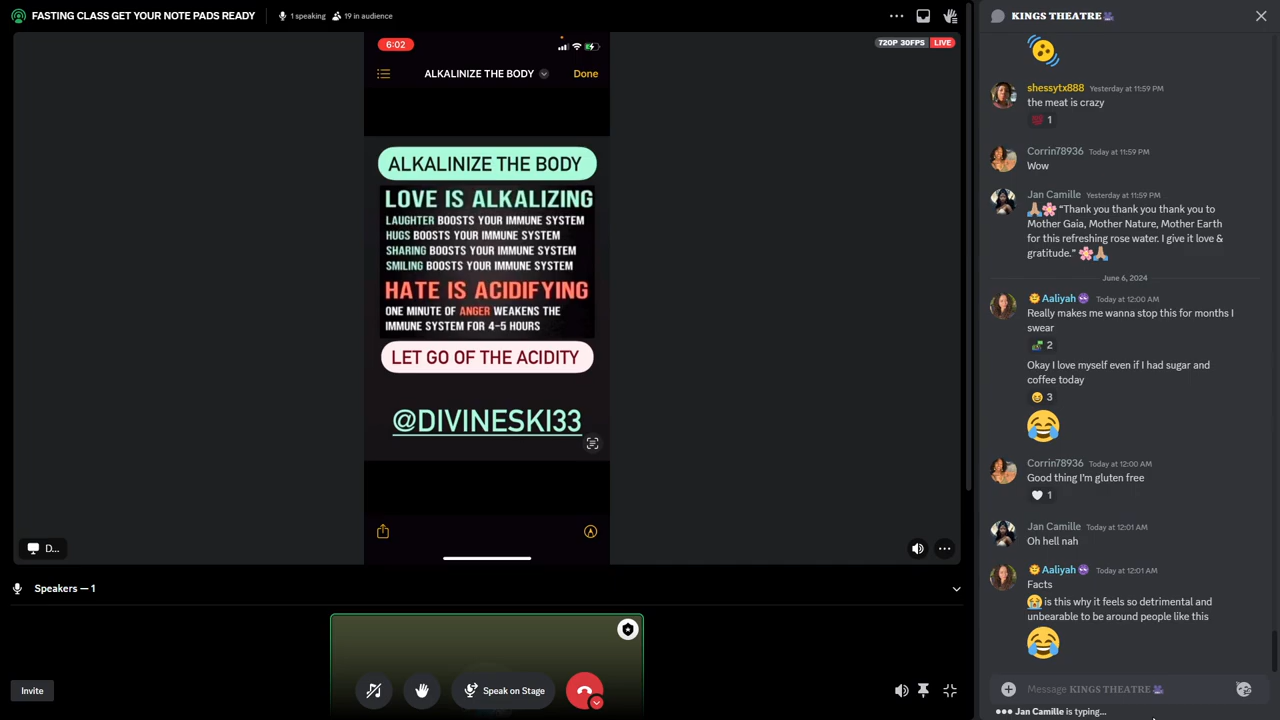 FASTING CLASS GET YOUR NOTE PADS READY
1 speaking
19 in audience
6:02
720P 30FPS
LIVE
ALKALINIZE THE BODY
Done
ALKALINIZE THE BODY
LOVE IS ALKALIZING
LAUGHTER BOOSTS YOUR IMMUNE SYSTEM
HUGS BOOSTS YOUR IMMUNE SYSTEM
SHARING BOOSTS YOUR IMMUNE SYSTEM
SMILING BOOSTS YOUR IMMUNE SYSTEM
HATE IS ACIDIFYING
ONE MINUTE OF ANGER WEAKENS THE
IMMUNE SYSTEM FOR 4-5 HOURS
LET GO OF THE ACIDITY
@DIVINESKI33
D...
Speakers — 1
Invite
Speak on Stage
KINGS THEATRE
shessytx888 Yesterday at 11:59 PM
the meat is crazy
1
Corrin78936 Today at 11:59 PM
Wow
Jan Camille Yesterday at 11:59 PM
🙏🏽🌸 “Thank you thank you thank you to
Mother Gaia, Mother Nature, Mother Earth
for this refreshing rose water. I give it love &
gratitude.” 🌸🙏🏽
June 6, 2024
🌞 Aaliyah Today at 12:00 AM
Really makes me wanna stop this for months I
swear
2
Okay I love myself even if I had sugar and
coffee today
3
Corrin78936 Today at 12:00 AM
Good thing I'm gluten free
1
Jan Camille Today at 12:01 AM
Oh hell nah
🌞 Aaliyah Today at 12:01 AM
Facts
😭 is this why it feels so detrimental and
unbearable to be around people like this
Message KINGS THEATRE
Jan Camille is typing...